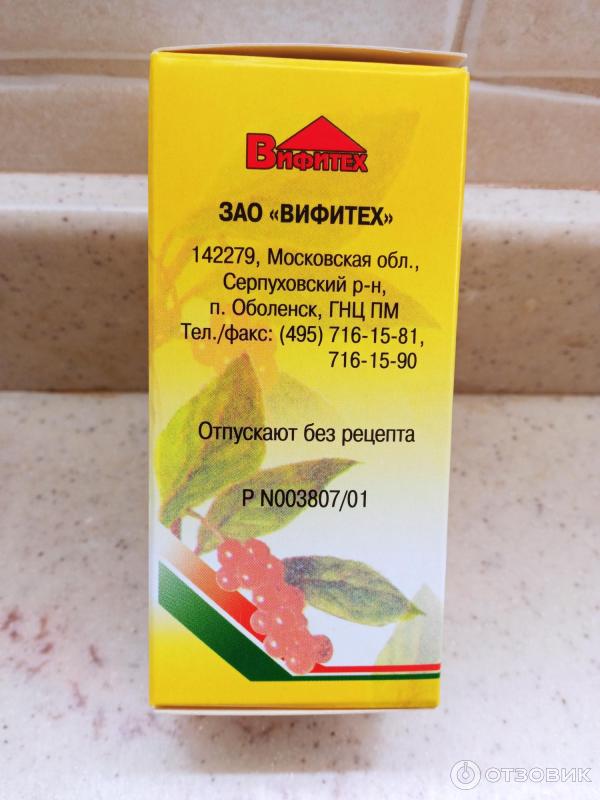 ВИФИТЕХ
ЗАО «ВИФИТЕХ»
142279, Московская обл.,
Серпуховский р-н,
п. Оболенск, ГНЦ ПМ
Тел./факс: (495) 716-15-81,
716-15-90
Отпускают без рецепта
Р N003807/01
ОТЗОВИК